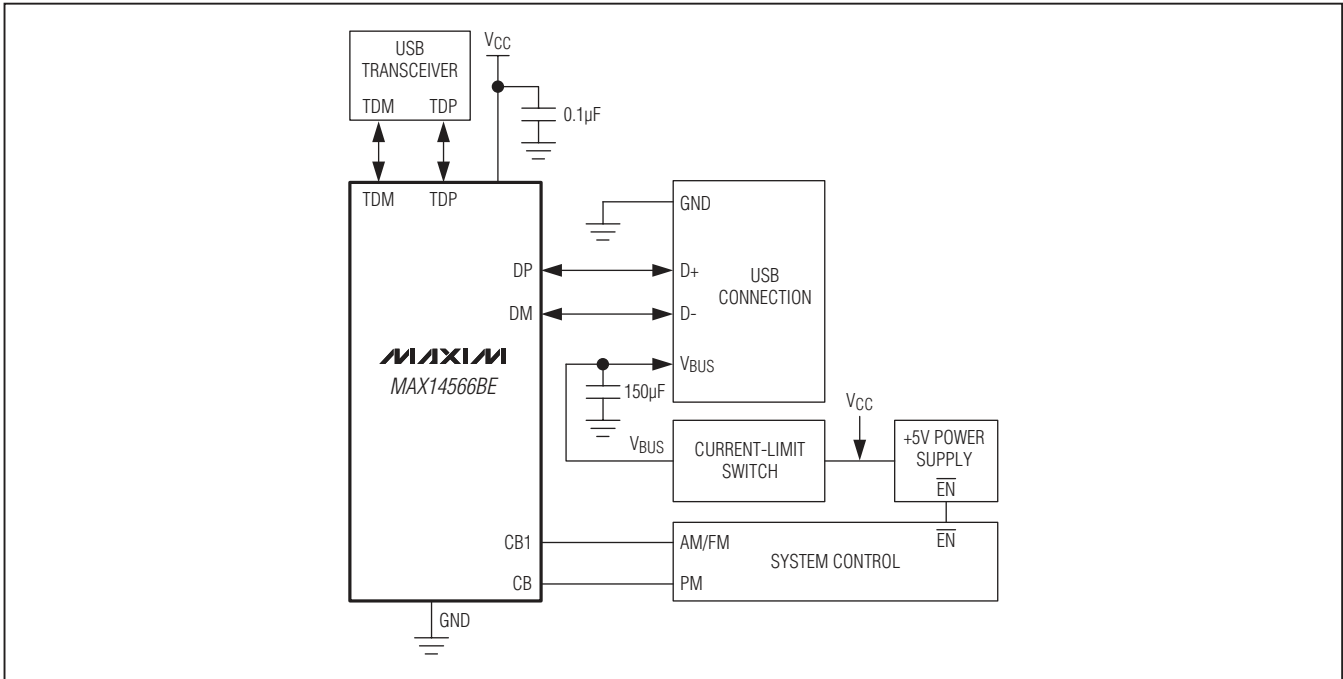 USB
TRANSCEIVER
TDM TDP
VCC
0.1µF
TDM TDP
DP
DM
MAXIM
MAX14566BE
CB1
CB
GND
GND
D+
D-
VBUS
USB
CONNECTION
150µF
VBUS
CURRENT-LIMIT
SWITCH
VCC
+5V POWER
SUPPLY
EN
EN
AM/FM
PM
SYSTEM CONTROL